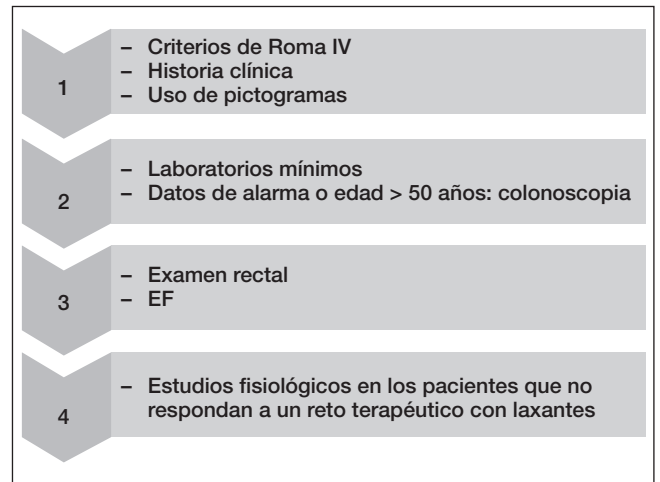 1
– Criterios de Roma IV
– Historia clínica
– Uso de pictogramas
2
– Laboratorios mínimos
– Datos de alarma o edad > 50 años: colonoscopia
3
– Examen rectal
– EF
4
– Estudios fisiológicos en los pacientes que no
respondan a un reto terapéutico con laxantes